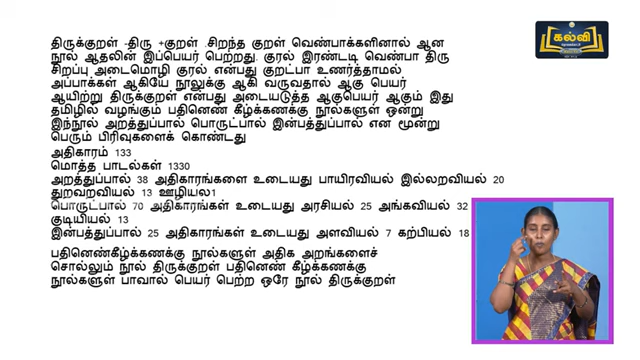 திருக்குறள் -திரு +குறள் .சிறந்த குறள் வெண்பாக்களினால் ஆன
நூல் ஆதலின் இப்பெயர் பெற்றது. குரல் இரண்டடி வெண்பா திரு
சிறப்பு அடைமொழி குரல் என்பது குறட்பா உணர்த்தாமல்
அப்பாக்கள் ஆகியே நூலுக்கு ஆகி வருவதால் ஆகு பெயர்
ஆயிற்று திருக்குறள் என்பது அடையடுத்த ஆகுபெயர் ஆகும் இது
தமிழில் வழங்கும் பதினெண் கீழ்க்கணக்கு நூல்களுள் ஒன்று
இந்நூல் அறத்துப்பால் பொருட்பால் இன்பத்துப்பால் என மூன்று
பெரும் பிரிவுகளைக் கொண்டது
அதிகாரம் 133
மொத்த பாடல்கள் 1330
அறத்துப்பால் 38 அதிகாரங்களை உடையது பாயிரவியல் இல்லறவியல் 20
துறவறவியல் 13 ஊழியல1
பொருட்பால் 70 அதிகாரங்கள் உடையது அரசியல் 25 அங்கவியல் 32
குடியியல் 13
இன்பத்துப்பால் 25 அதிகாரங்கள் உடையது அளவியல் 7 கற்பியல் 18
பதினெண்கீழ்க்கணக்கு நூல்களுள் அதிக அறங்களைச்
சொல்லும் நூல் திருக்குறள் பதினெண் கீழ்க்கணக்கு
நூல்களுள் பாவால் பெயர் பெற்ற ஒரே நூல் திருக்குறள்
கல்வி